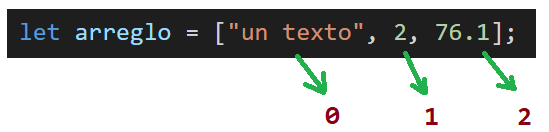 let arreglo = ["un texto", 2, 76.1];
0 1 2